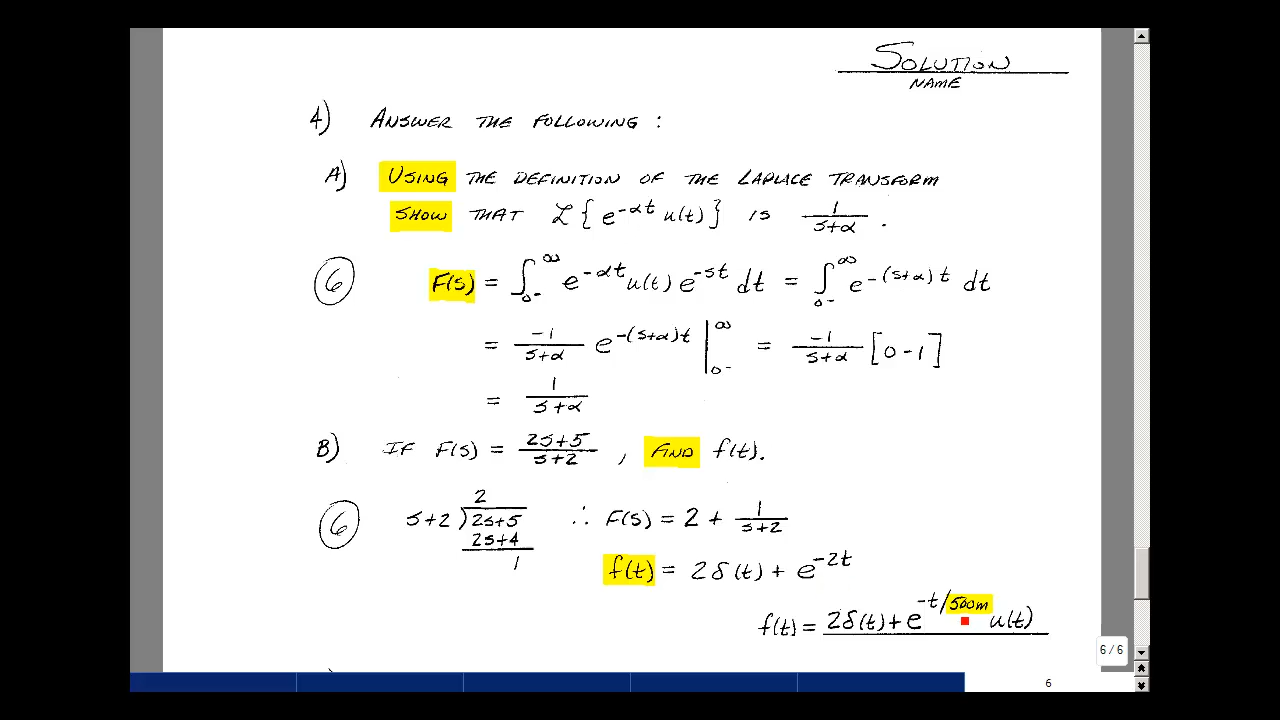 SOLUTION
NAME
4) ANSWER THE FOLLOWING :
A) USING THE DEFINITION OF THE LAPLACE TRANSFORM
SHOW THAT ℒ{e^{-αt} u(t)} IS 1/(s+α) .
⑥ F(s) = ∫_{0-}^{∞} e^{-αt} u(t) e^{-st} dt = ∫_{0-}^{∞} e^{-(s+α)t} dt
= -1/(s+α) e^{-(s+α)t} |_{0-}^{∞} = -1/(s+α) [0-1]
= 1/(s+α)
B) IF F(s) = (2s+5)/(s+2) , FIND f(t).
2
⑥ s+2 ) 2s+5 ∴ F(s) = 2 + 1/(s+2)
2s+4
1
f(t) = 2δ(t) + e^{-2t}
f(t) = 2δ(t) + e^{-t/500m} u(t)
6/6
6